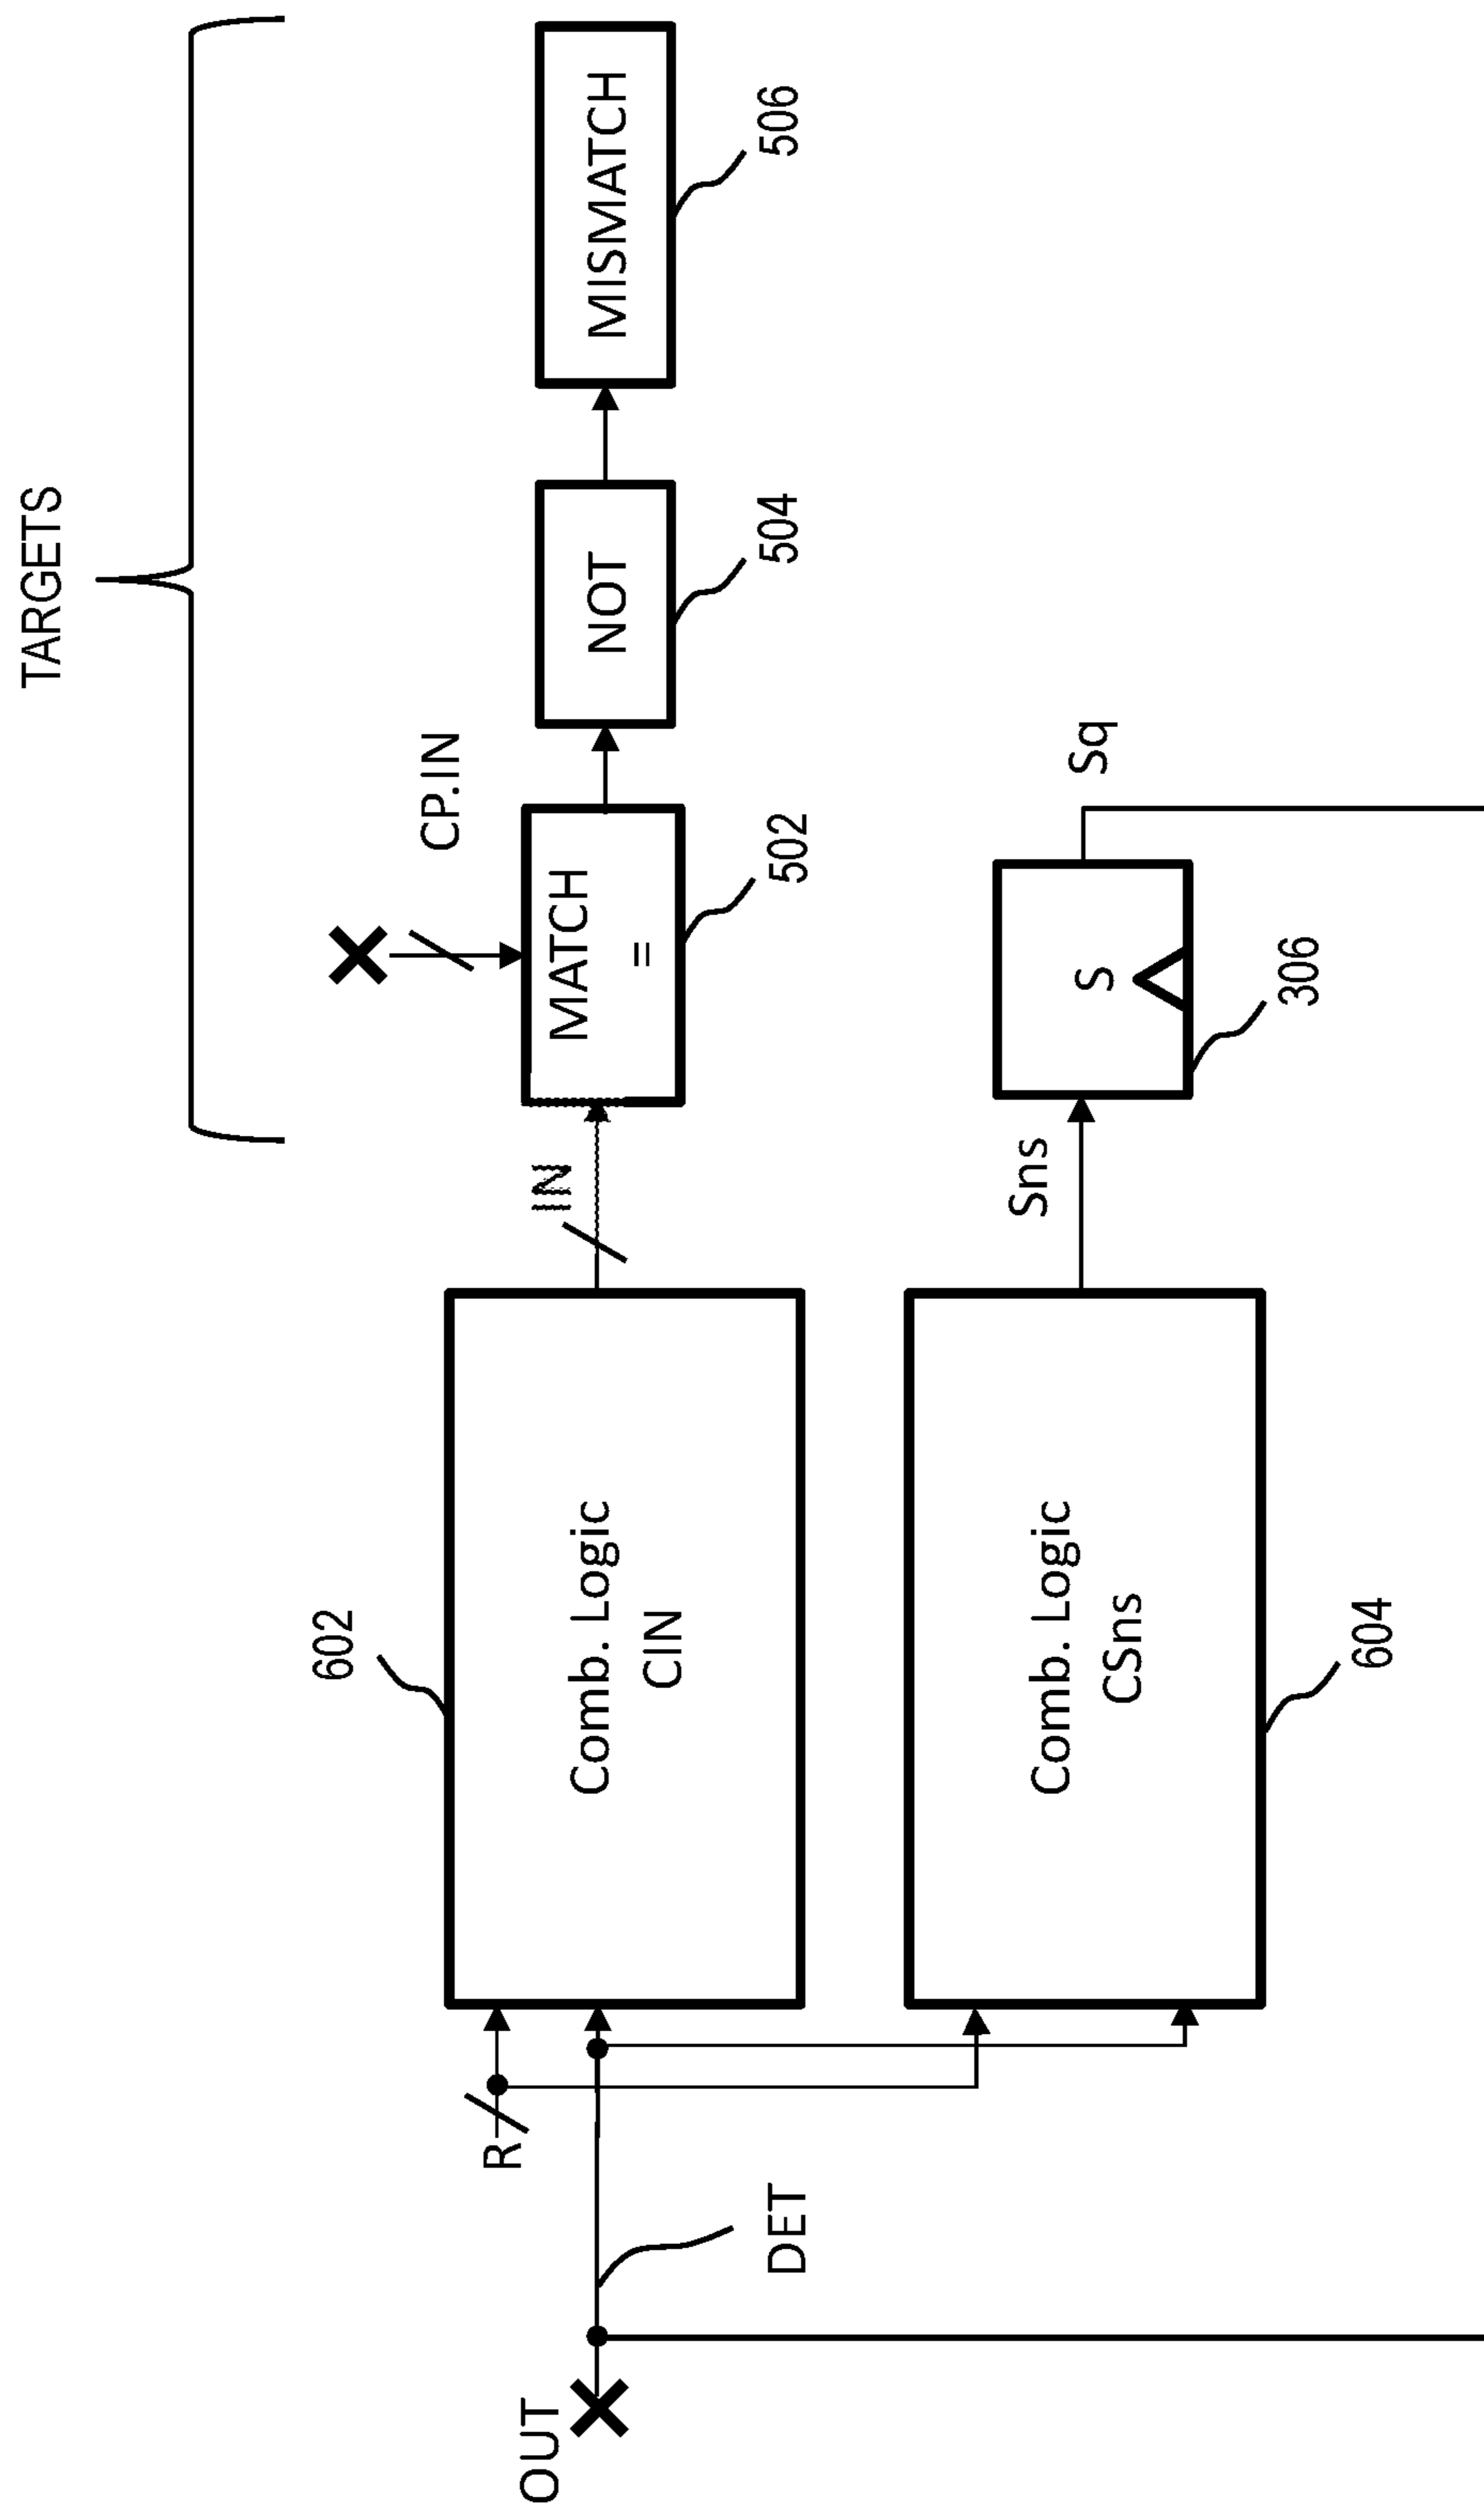 TARGETS
602
CP.IN
OUT
R
Comb. Logic
CIN
IN
MATCH
=
NOT
MISMATCH
DET
502
504
506
Comb. Logic
CSns
Sns
S
Sq
604
306